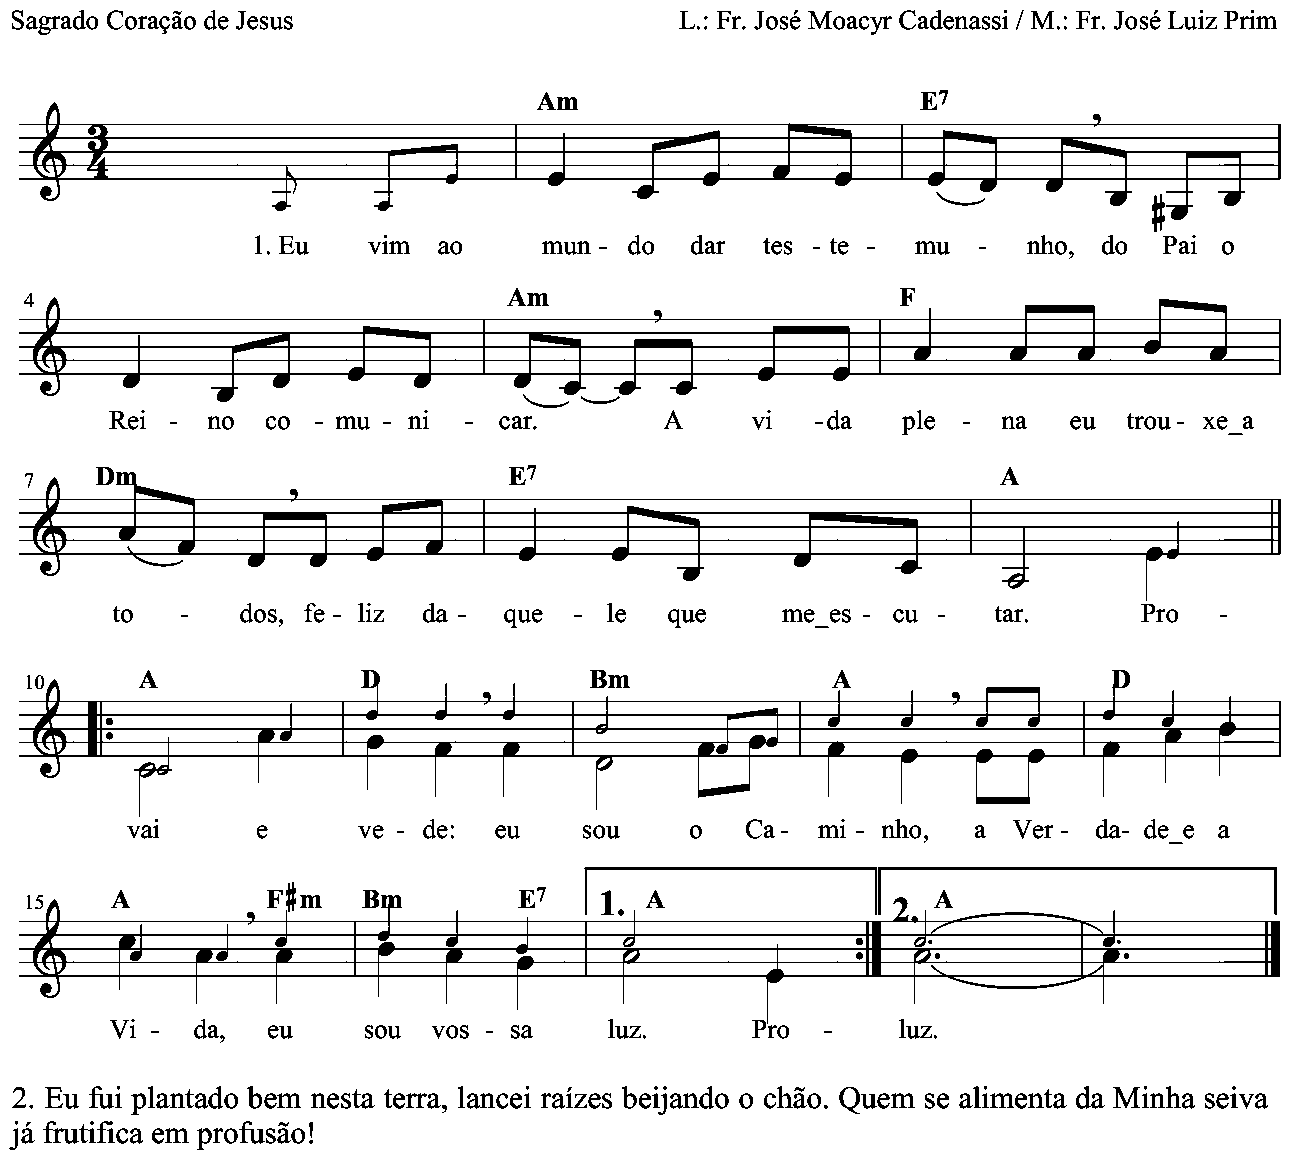 Sagrado Coração de Jesus L.: Fr. José Moacyr Cadenassi / M.: Fr. José Luiz Prim
Am E7
3
4
1. Eu vim ao mun- do dar tes - te - mu - nho, do Pai o
4 Am F
Rei - no co - mu - ni - car. A vi - da ple - na eu trou - xe_a
7 Dm E7 A
to - dos, fe - liz da - que - le que me_es - cu - tar. Pro -
10 A D Bm A D
vai e ve - de: eu sou o Ca- mi - nho, a Ver- da- de_e a
15 A F#m Bm E7 1. A 2. A
Vi - da, eu sou vos - sa luz. Pro - luz.
2. Eu fui plantado bem nesta terra, lancei raízes beijando o chão. Quem se alimenta da Minha seiva
já frutifica em profusão!